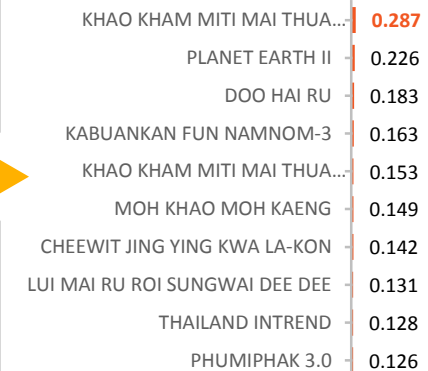 KHAO KHAM MITI MAI THUA... 0.287
PLANET EARTH II 0.226
DOO HAI RU 0.183
KABUANKAN FUN NAMNOM-3 0.163
KHAO KHAM MITI MAI THUA... 0.153
MOH KHAO MOH KAENG 0.149
CHEEWIT JING YING KWA LA-KON 0.142
LUI MAI RU ROI SUNGWAI DEE DEE 0.131
THAILAND INTREND 0.128
PHUMIPHAK 3.0 0.126